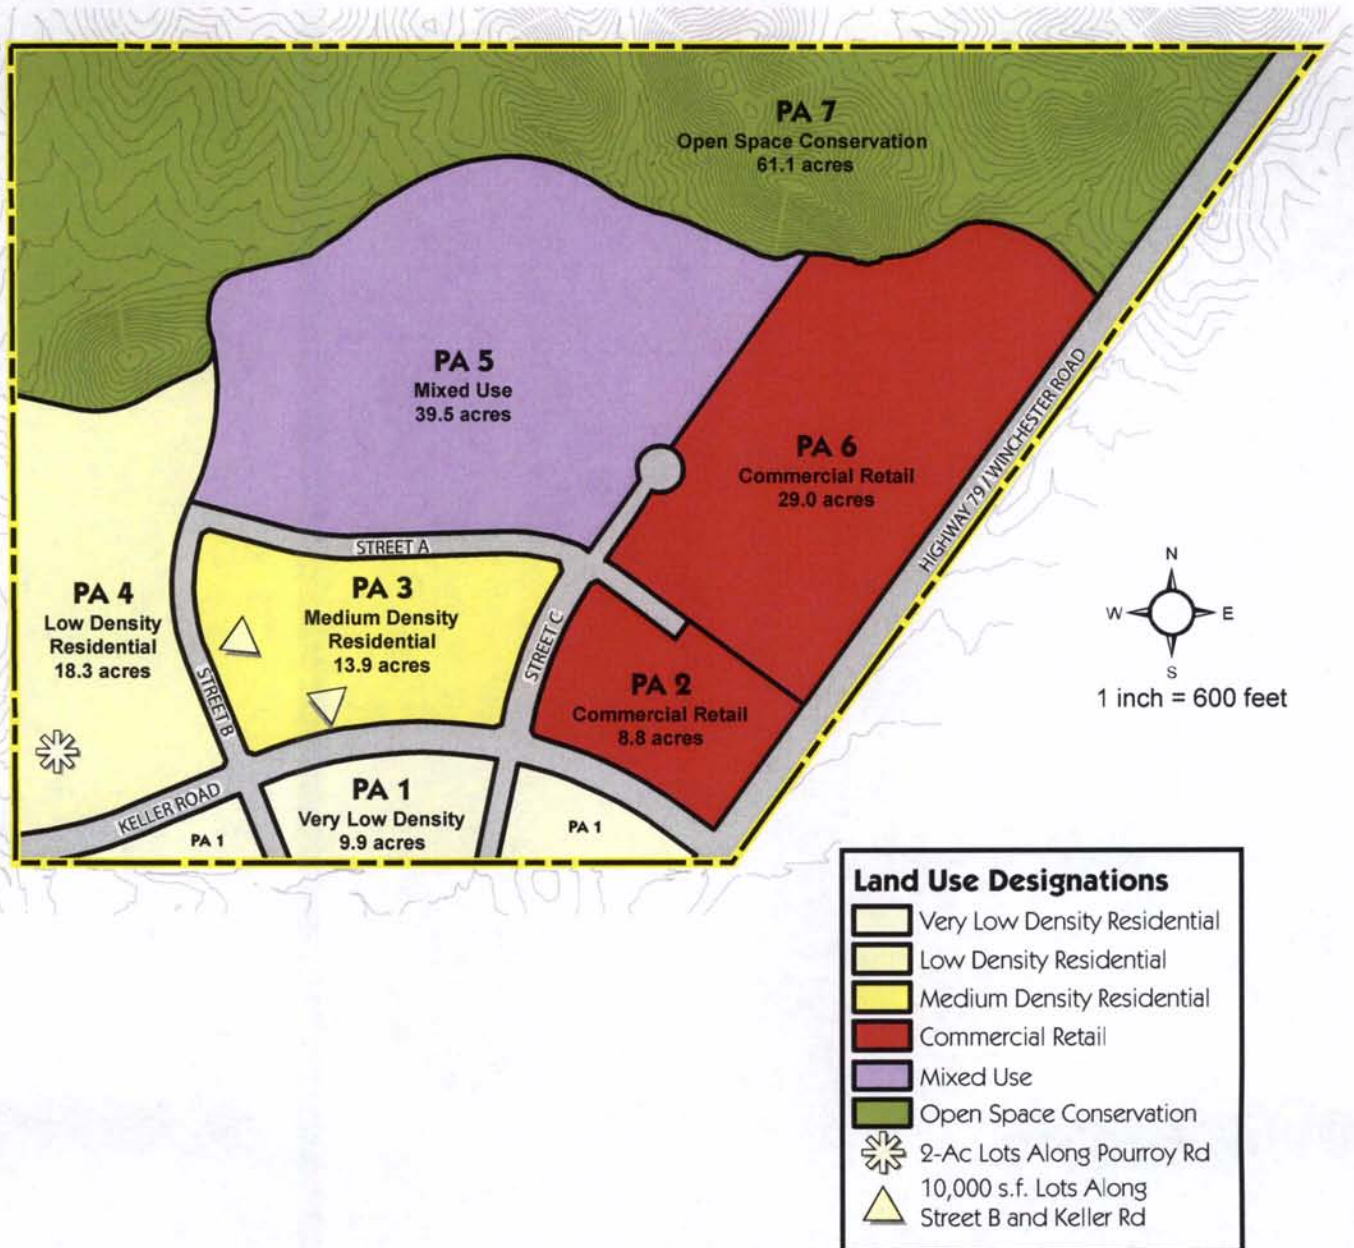 PA 7
Open Space Conservation
61.1 acres
PA 5
Mixed Use
39.5 acres
PA 6
Commercial Retail
29.0 acres
HIGHWAY 79 / WINCHESTER ROAD
STREET A
PA 4
Low Density
Residential
18.3 acres
PA 3
Medium Density
Residential
13.9 acres
STREET B
STREET C
PA 2
Commercial Retail
8.8 acres
KELLER ROAD
PA 1
PA 1
Very Low Density
9.9 acres
PA 1
N
W
E
S
1 inch = 600 feet
Land Use Designations
Very Low Density Residential
Low Density Residential
Medium Density Residential
Commercial Retail
Mixed Use
Open Space Conservation
2-Ac Lots Along Pourroy Rd
10,000 s.f. Lots Along
Street B and Keller Rd